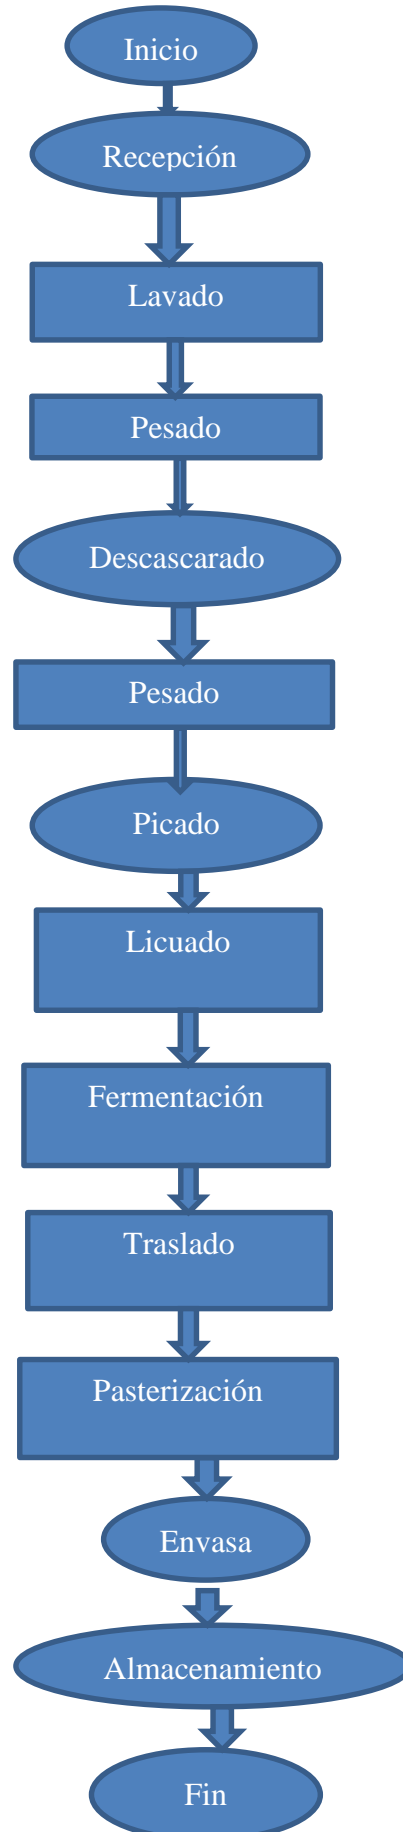 Inicio
Recepción
Lavado
Pesado
Descascarado
Pesado
Picado
Licuado
Fermentación
Traslado
Pasterización
Envasa
Almacenamiento
Fin